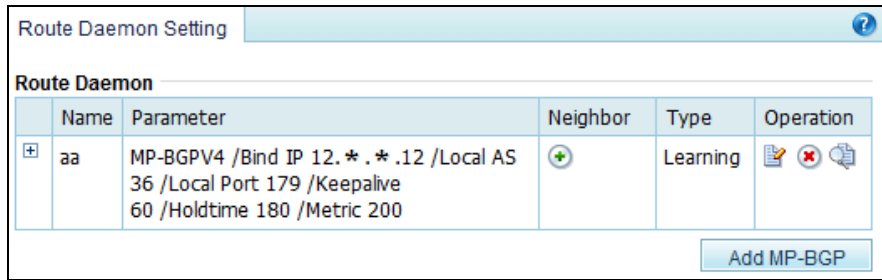 Route Daemon Setting
?
Route Daemon
Name Parameter Neighbor Type Operation
aa MP-BGPV4 /Bind IP 12.*.*.12 /Local AS Learning
36 /Local Port 179 /Keepalive
60 /Holdtime 180 /Metric 200
Add MP-BGP